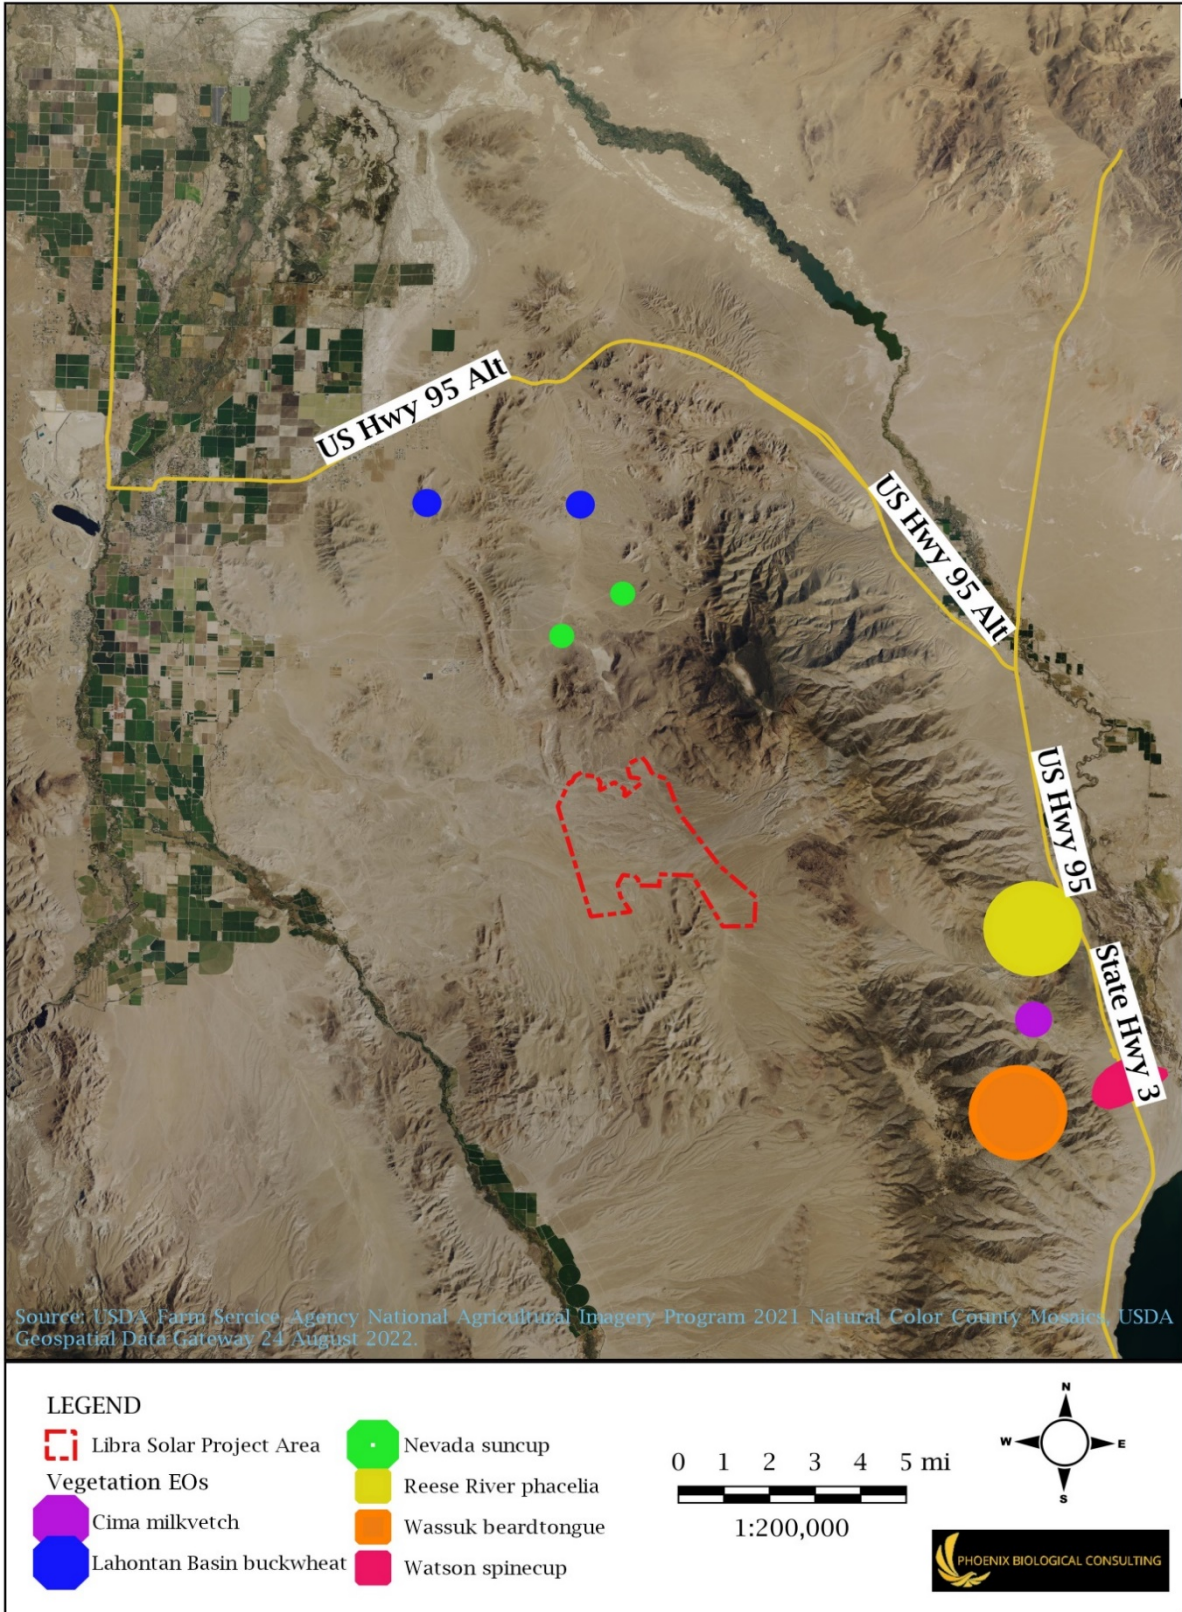 US Hwy 95 Alt
US Hwy 95 Alt
US Hwy 95
State Hwy 3
Source: USDA Farm Sercice Agency National Agricultural Imagery Program 2021 Natural Color County Mosaics, USDA
Geospatial Data Gateway 24 August 2022.
LEGEND
Libra Solar Project Area
Vegetation EOs
Cima milkvetch
Lahontan Basin buckwheat
Nevada suncup
Reese River phacelia
Wassuk beardtongue
Watson spinecup
0 1 2 3 4 5 mi
1:200,000
N
W E
S
PHOENIX BIOLOGICAL CONSULTING